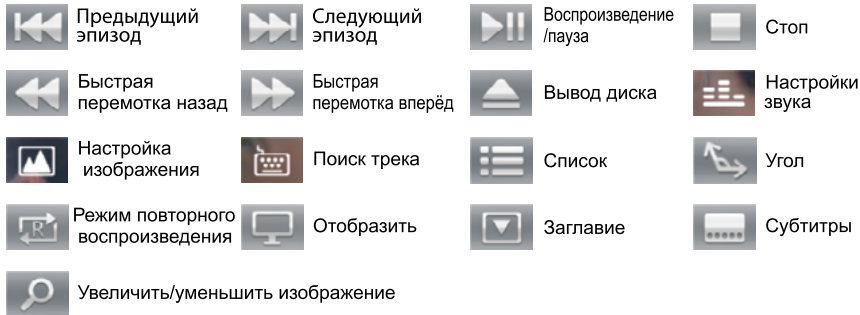 Предыдущий
эпизод
Следующий
эпизод
Воспроизведение
/пауза
Стоп
Быстрая
перемотка назад
Быстрая
перемотка вперёд
Вывод диска
Настройки
звука
Настройка
изображения
Поиск трека
Список
Угол
R
Режим повторного
воспроизведения
Отобразить
Заглавие
Субтитры
Увеличить/уменьшить изображение